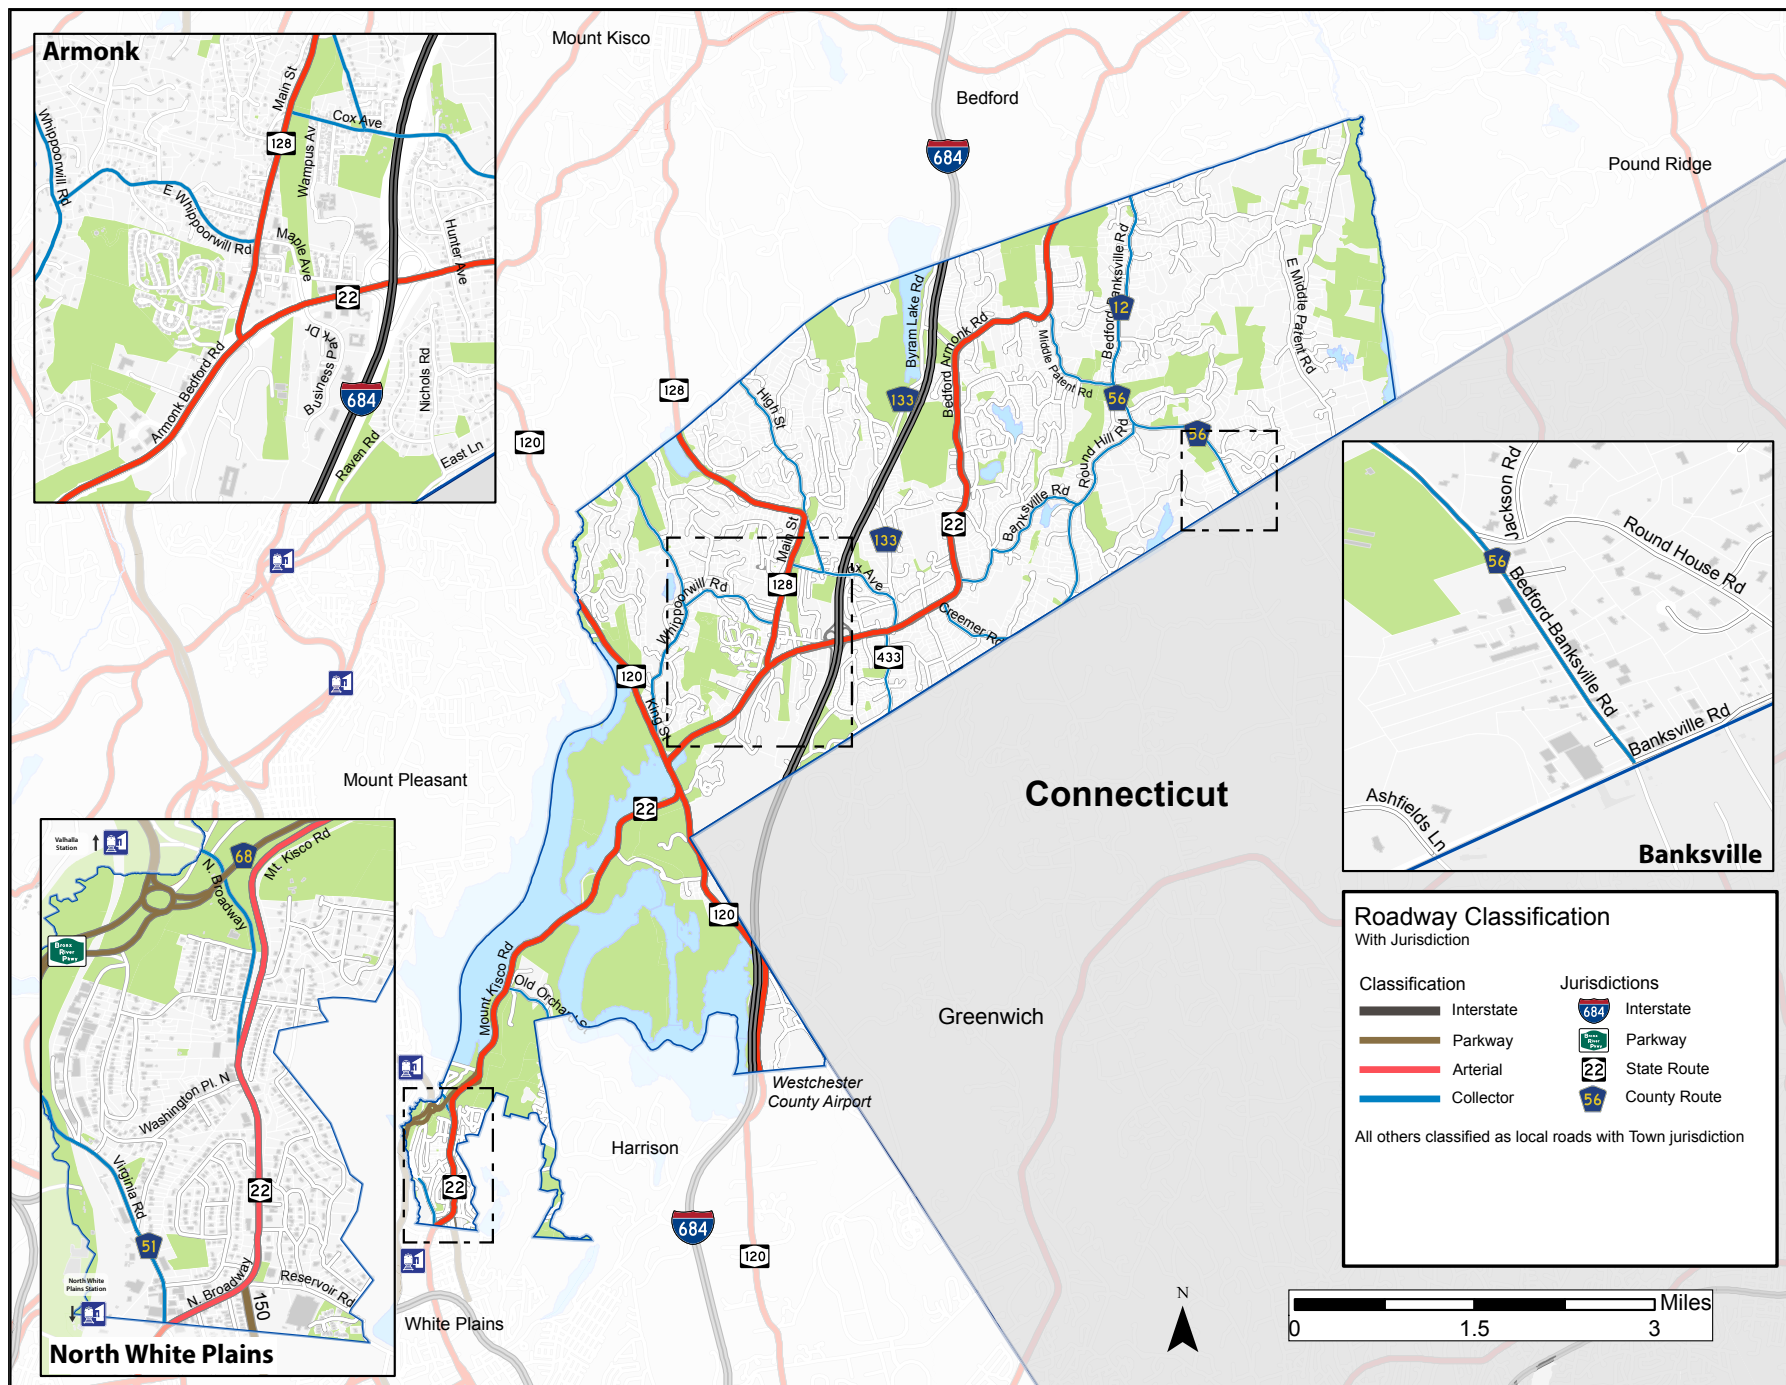 Armonk
Main St
128
Cox Ave
Wampus Av
Whippoorwill Rd
E Whippoorwill Rd
Maple Ave
Hunter Ave
22
Business Park Dr
Armonk Bedford Rd
684
Nichols Rd
Raven Rd
East Ln
Mount Kisco
Bedford
684
Pound Ridge
Byram Lake Rd
Bedford Armonk Rd
Bedford-Banksville Rd
12
E Middle Patent Rd
Middle Patent Rd
128
High St
133
56
56
Round Hill Rd
120
Banksville Rd
22
133
Main St
128
Cox Ave
Whippoorwill Rd
Creemer Rd
433
120
King St
Mount Pleasant
22
Connecticut
120
Mount Kisco Rd
Old Orchard St
Greenwich
Westchester
County Airport
Harrison
22
684
120
White Plains
Jackson Rd
Round House Rd
56
Bedford-Banksville Rd
Banksville Rd
Ashfields Ln
Banksville
Valhalla
Station
68
Mt. Kisco Rd
N. Broadway
Bronx
River
Pkwy
Washington Pl. N
Virginia Rd
22
51
North White
Plains Station
N. Broadway
Reservoir Rd
150
North White Plains
Roadway Classification
With Jurisdiction
Classification
Jurisdictions
Interstate
684
Interstate
Parkway
Bronx
River
Pkwy
Parkway
Arterial
22
State Route
Collector
56
County Route
All others classified as local roads with Town jurisdiction
N
Miles
0
1.5
3